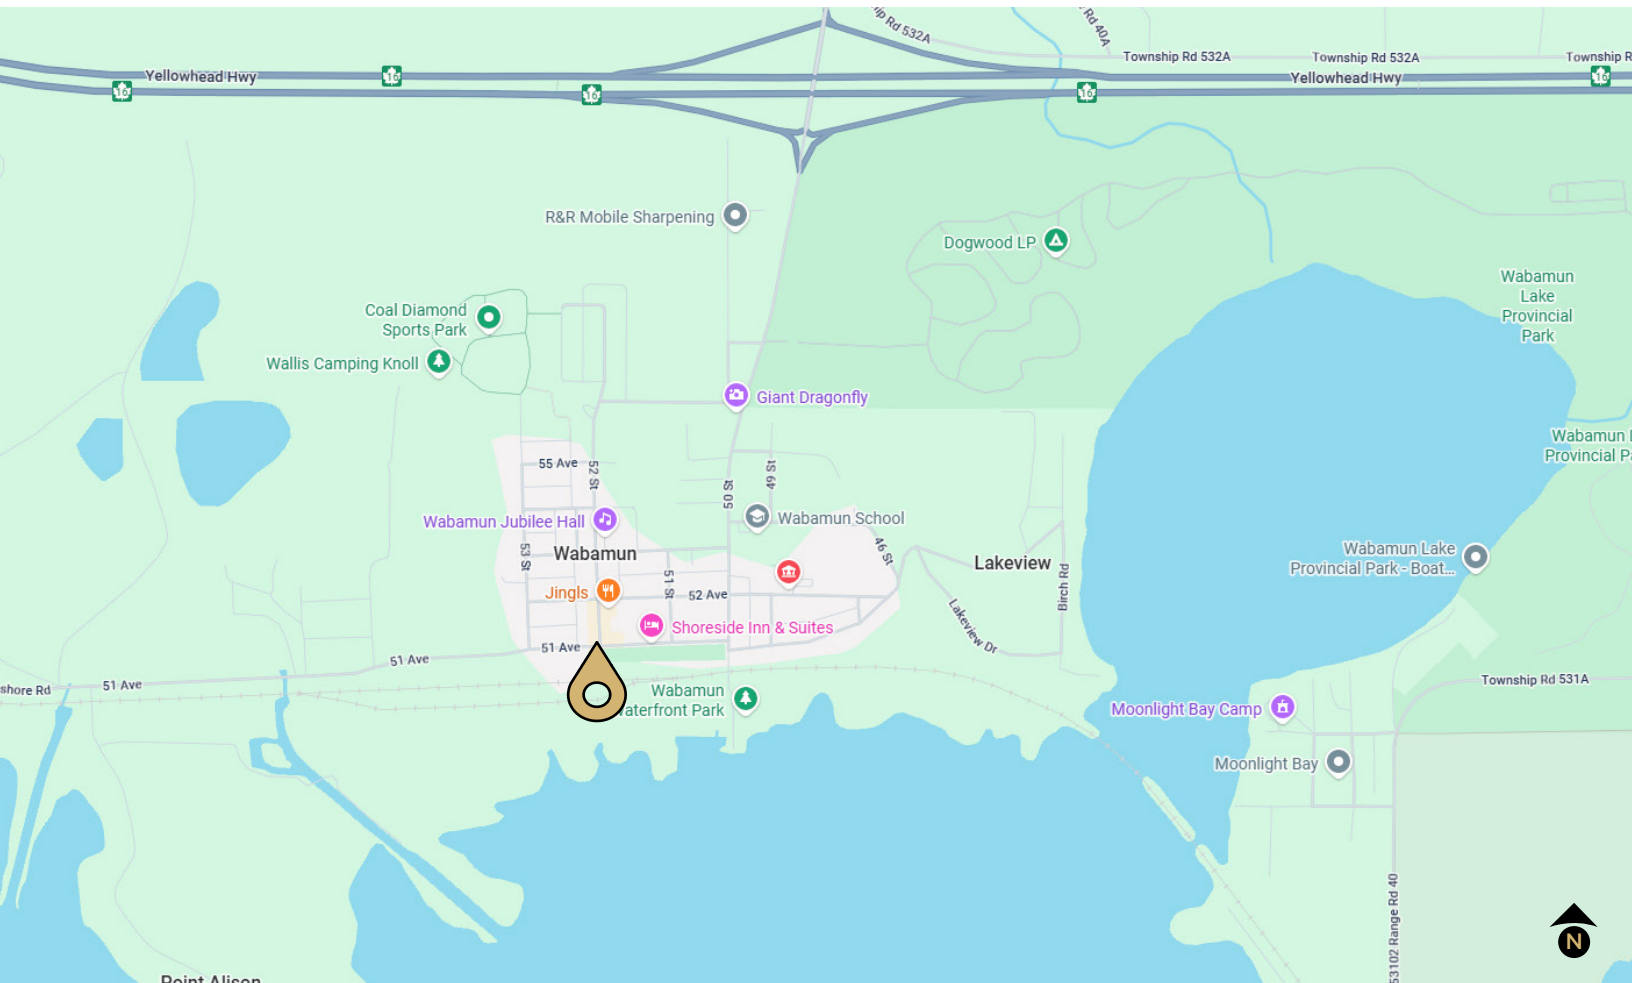 ip Rd 532A
Rd 40A
Township Rd 532A
Township Rd 532A
Township R
Yellowhead Hwy
16
Yellowhead Hwy
16
16
16
16
R&R Mobile Sharpening
Dogwood LP
Wabamun
Lake
Provincial
Park
Coal Diamond
Sports Park
Wallis Camping Knoll
Giant Dragonfly
Wabamun L
Provincial Pa
55 Ave
52 St
50 St
49 St
Wabamun Jubilee Hall
Wabamun School
53 St
Wabamun
46 St
Lakeview
Wabamun Lake
Provincial Park - Boat...
Jingls
51 St
52 Ave
Birch Rd
Lakeview Dr
Shoreside Inn & Suites
51 Ave
51 Ave
51 Ave
shore Rd
Wabamun
aterfront Park
Township Rd 531A
Moonlight Bay Camp
Moonlight Bay
53102 Range Rd 40
N
Point Alison